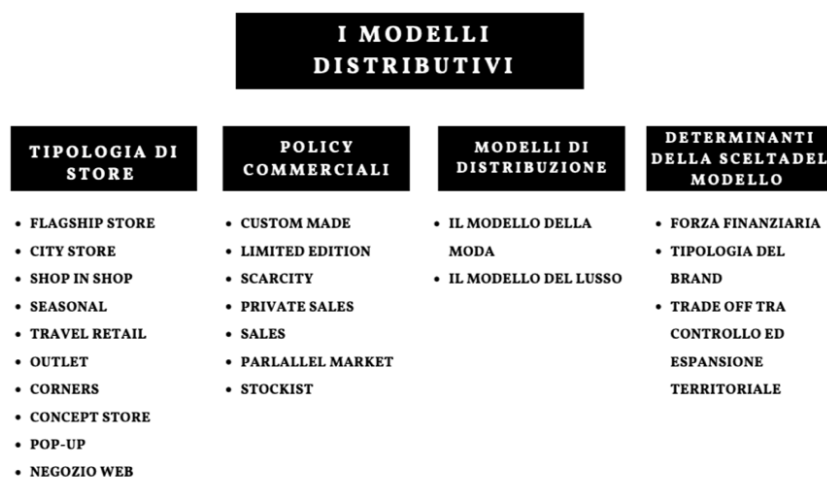 I MODELLI
DISTRIBUTIVI
TIPOLOGIA DI
STORE
• FLAGSHIP STORE
• CITY STORE
• SHOP IN SHOP
• SEASONAL
• TRAVEL RETAIL
• OUTLET
• CORNERS
• CONCEPT STORE
• POP-UP
• NEGOZIO WEB
POLICY
COMMERCIALI
• CUSTOM MADE
• LIMITED EDITION
• SCARCITY
• PRIVATE SALES
• SALES
• PARLALLEL MARKET
• STOCKIST
MODELLI DI
DISTRIBUZIONE
• IL MODELLO DELLA
MODA
• IL MODELLO DEL LUSSO
DETERMINANTI
DELLA SCELTADEL
MODELLO
• FORZA FINANZIARIA
• TIPOLOGIA DEL
BRAND
• TRADE OFF TRA
CONTROLLO ED
ESPANSIONE
TERRITORIALE